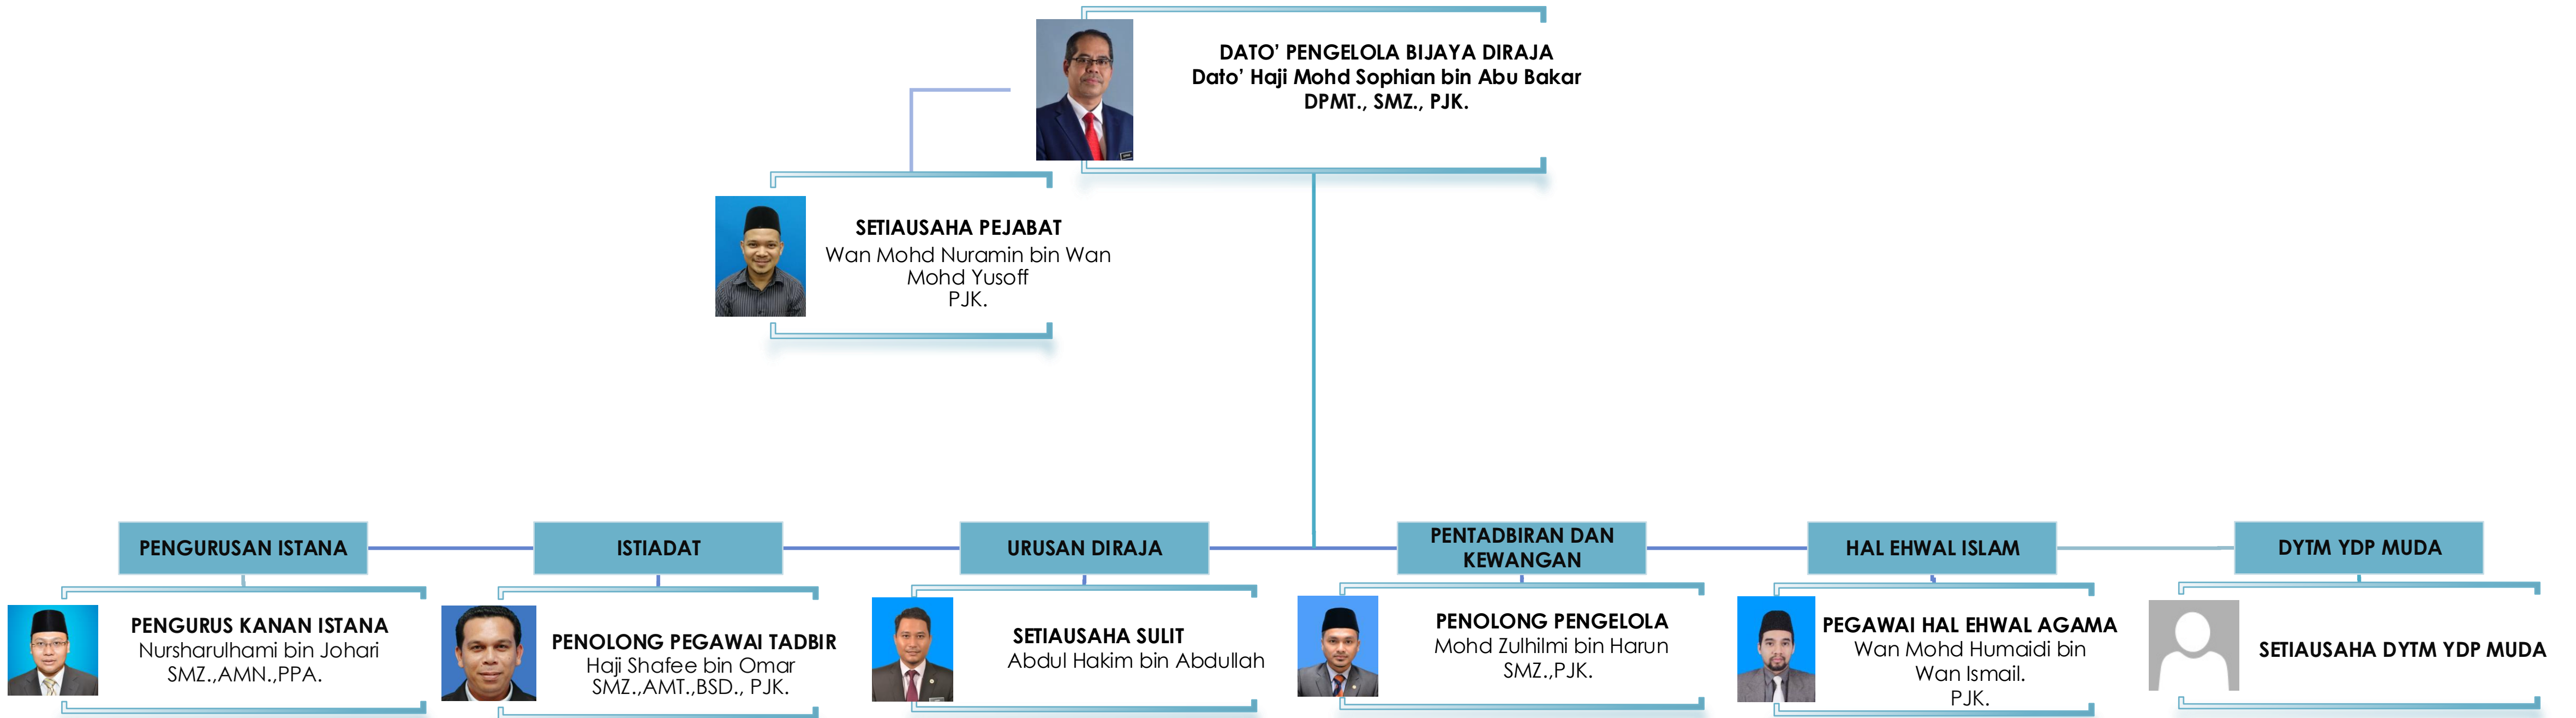 DATO’ PENGELOLA BIJAYA DIRAJA
Dato’ Haji Mohd Sophian bin Abu Bakar
DPMT., SMZ., PJK.
SETIAUSAHA PEJABAT
Wan Mohd Nuramin bin Wan
Mohd Yusoff
PJK.
PENGURUSAN ISTANA
PENGURUS KANAN ISTANA
Nursharulhami bin Johari
SMZ.,AMN.,PPA.
ISTIADAT
PENOLONG PEGAWAI TADBIR
Haji Shafee bin Omar
SMZ.,AMT.,BSD., PJK.
URUSAN DIRAJA
SETIAUSAHA SULIT
Abdul Hakim bin Abdullah
PENTADBIRAN DAN
KEWANGAN
PENOLONG PENGELOLA
Mohd Zulhilmi bin Harun
SMZ.,PJK.
HAL EHWAL ISLAM
PEGAWAI HAL EHWAL AGAMA
Wan Mohd Humaidi bin
Wan Ismail.
PJK.
DYTM YDP MUDA
SETIAUSAHA DYTM YDP MUDA